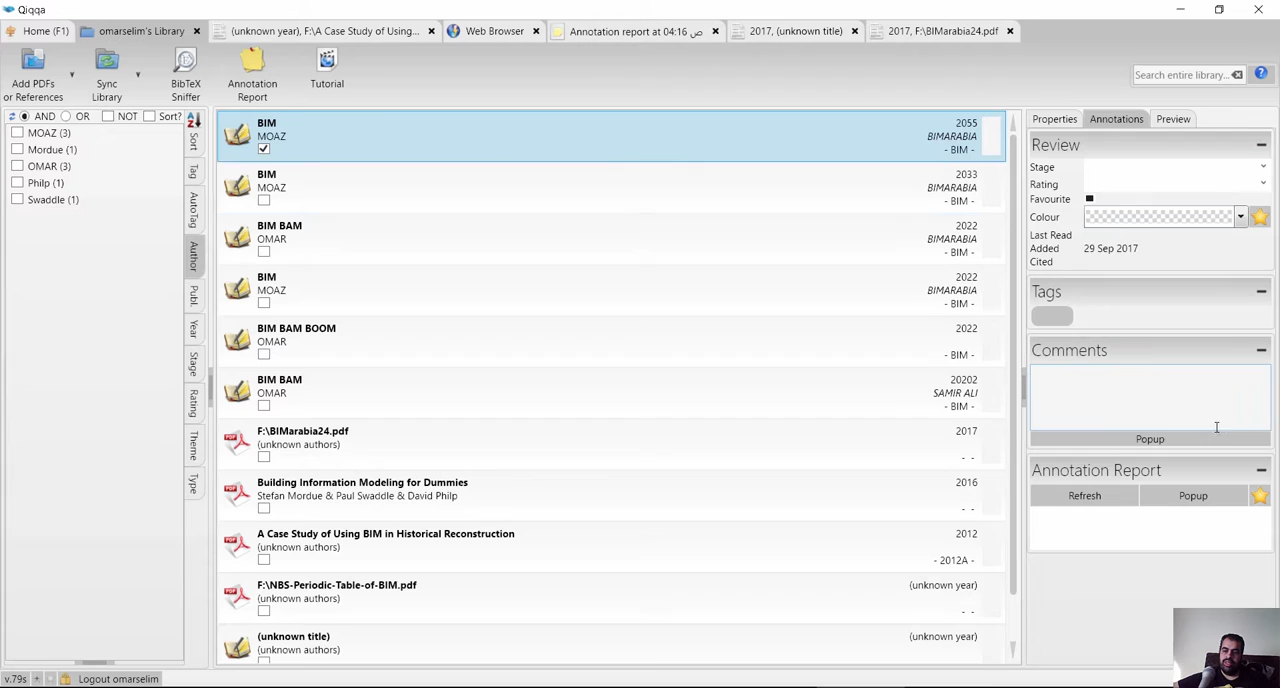 Qiqqa
Home (F1)
omarselim's Library
(unknown year), F:\A Case Study of Using...
Web Browser
Annotation report at 04:16 ص
2017, (unknown title)
2017, F:\BIMarabia24.pdf
Add PDFs
or References
Sync
Library
BibTeX
Sniffer
Annotation
Report
Tutorial
Search entire library...
AND OR NOT Sort?
MOAZ (3)
Mordue (1)
OMAR (3)
Philp (1)
Swaddle (1)
Sort
Tag
AutoTag
Author
Publ.
Year
Stage
Rating
Theme
Type
BIM 2055
MOAZ BIMARABIA
- BIM -
BIM 2033
MOAZ BIMARABIA
- BIM -
BIM BAM 2022
OMAR BIMARABIA
- BIM -
BIM 2022
MOAZ BIMARABIA
- BIM -
BIM BAM BOOM 2022
OMAR
- BIM -
BIM BAM 20202
OMAR SAMIR ALI
- BIM -
F:\BIMarabia24.pdf 2017
(unknown authors)
- -
Building Information Modeling for Dummies 2016
Stefan Mordue & Paul Swaddle & David Philp
- -
A Case Study of Using BIM in Historical Reconstruction 2012
(unknown authors)
- 2012A -
F:\NBS-Periodic-Table-of-BIM.pdf (unknown year)
(unknown authors)
- -
(unknown title) (unknown year)
(unknown authors)
Properties Annotations Preview
Review
Stage
Rating
Favourite
Colour
Last Read
Added 29 Sep 2017
Cited
Tags
Comments
Popup
Annotation Report
Refresh Popup
v.79s + Logout omarselim